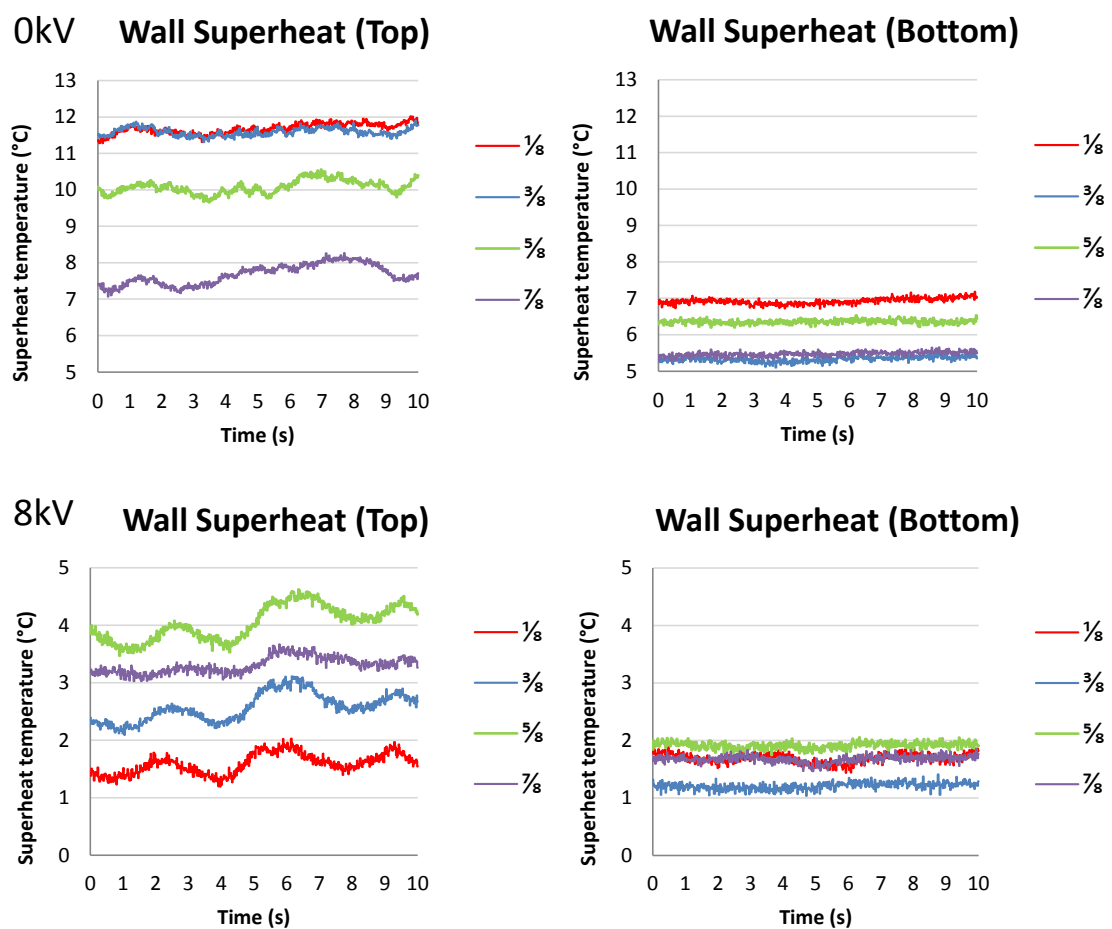 0kV
Wall Superheat (Top)
Superheat temperature (°C)
13
12
11
10
9
8
7
6
5
0 1 2 3 4 5 6 7 8 9 10
Time (s)
⅛
⅜
⅝
⅞
Wall Superheat (Bottom)
Superheat temperature (°C)
13
12
11
10
9
8
7
6
5
0 1 2 3 4 5 6 7 8 9 10
Time (s)
⅛
⅜
⅝
⅞
8kV
Wall Superheat (Top)
Superheat temperature (°C)
5
4
3
2
1
0
0 1 2 3 4 5 6 7 8 9 10
Time (s)
⅛
⅜
⅝
⅞
Wall Superheat (Bottom)
Superheat temperature (°C)
5
4
3
2
1
0
0 1 2 3 4 5 6 7 8 9 10
Time (s)
⅛
⅜
⅝
⅞